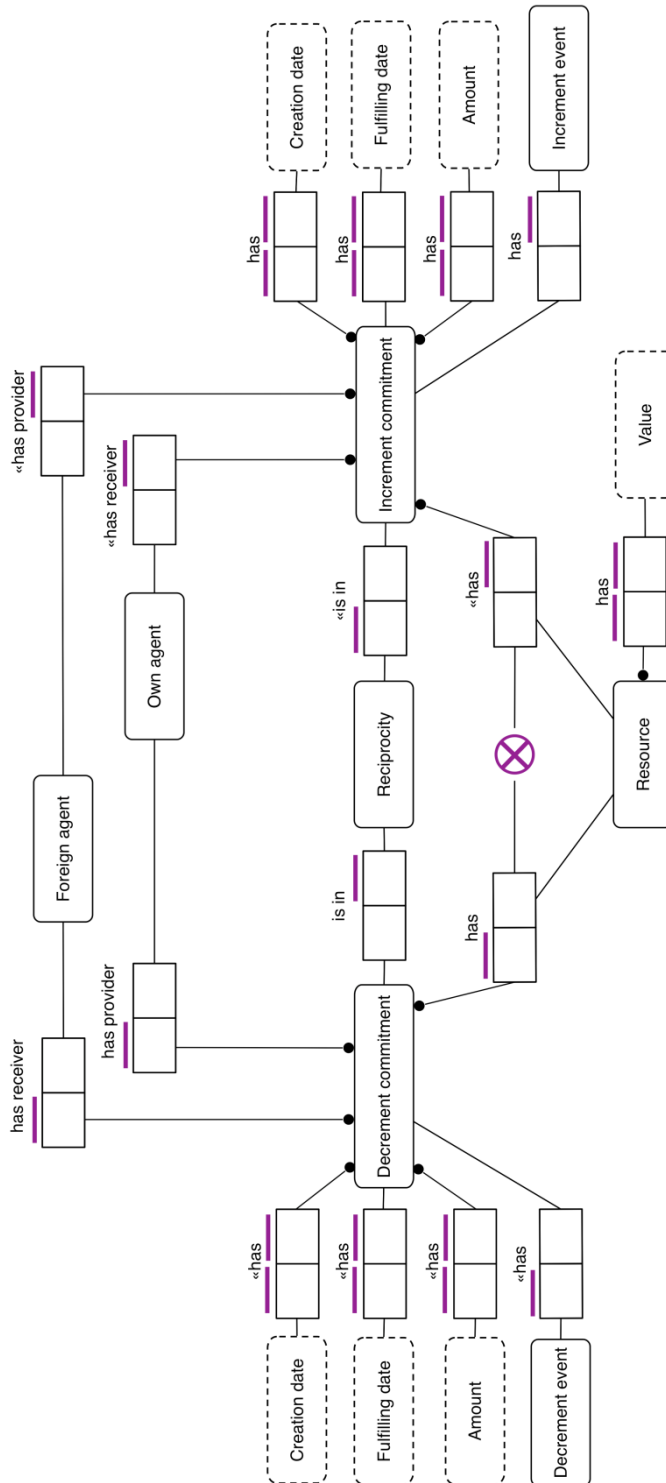 has receiver
«has provider
Foreign agent
has provider
«has receiver
Own agent
«has
Creation date
has
Creation date
«has
Fulfilling date
Decrement commitment
is in
Reciprocity
«is in
Increment commitment
has
Fulfilling date
«has
Amount
has
Amount
«has
Decrement event
has
«has
has
Increment event
Resource
has
Value